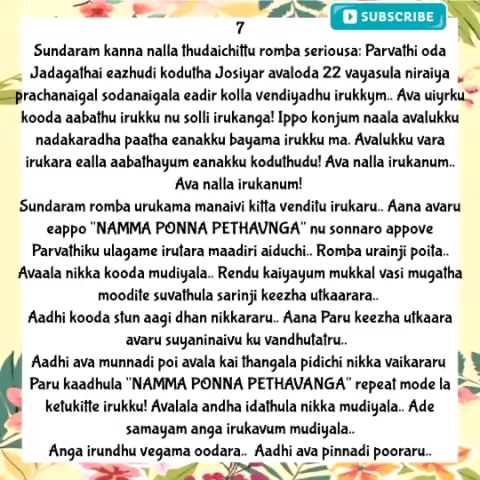 SUBSCRIBE
7
Sundaram kanna nalla thudaichittu romba seriousa: Parvathi oda
Jadagathai eazhudi kodutha Josiyar avaloda 22 vayasula niraiya
prachanaigal sodanaigala eadir kolla vendiyadhu irukkym.. Ava uiyrku
kooda aabathu irukku nu solli irukanga! Ippo konjum naala avalukku
nadakaradha paatha eanakku bayama irukku ma. Avalukku vara
irukara ealla aabathayum eanakku koduthudu! Ava nalla irukanum..
Ava nalla irukanum!
Sundaram romba urukama manaivi kitta venditu irukaru.. Aana avaru
eappo "NAMMA PONNA PETHAVNGA" nu sonnaro appove
Parvathiku ulagame irutara maadiri aiduchi.. Romba urainji poita..
Avaala nikka kooda mudiyala.. Rendu kaiyayum mukkal vasi mugatha
moodite suvathula sarinji keezha utkaarara..
Aadhi kooda stun aagi dhan nikkararu.. Aana Paru keezha utkaara
avaru suyaninaivu ku vandhutatru..
Aadhi ava munnadi poi avala kai thangala pidichi nikka vaikararu
Paru kaadhula "NAMMA PONNA PETHAVANGA" repeat mode la
ketukitte irukku! Avalala andha idathula nikka mudiyala.. Ade
samayam anga irukavum mudiyala..
Anga irundhu vegama oodara.. Aadhi ava pinnadi pooraru..